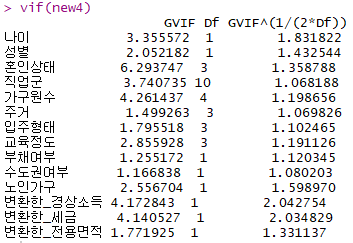 > vif(new4)
GVIF Df GVIF^(1/(2*Df))
나이 3.355572 1 1.831822
성별 2.052182 1 1.432544
혼인상태 6.293747 3 1.358788
직업군 3.740735 10 1.068188
가구원수 4.261437 4 1.198656
주거 1.499263 3 1.069826
입주형태 1.795518 3 1.102465
교육정도 2.855928 3 1.191126
부채여부 1.255172 1 1.120345
수도권여부 1.166838 1 1.080203
노인가구 2.556704 1 1.598970
변환한_경상소득 4.172843 1 2.042754
변환한_세금 4.140527 1 2.034829
변환한_전용면적 1.771925 1 1.331137